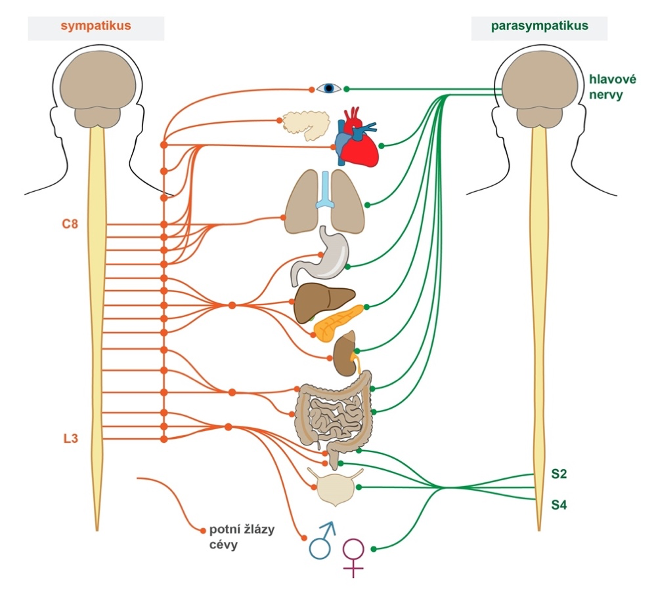 sympatikus
parasympatikus
hlavové
nervy
C8
L3
S2
S4
potní žlázy
cévy